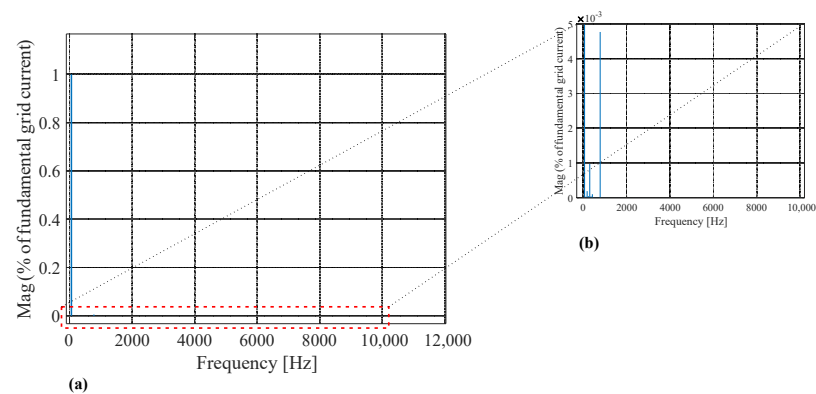 Mag (% of fundamental grid current)
1
0.8
0.6
0.4
0.2
0
0 2000 4000 6000 8000 10,000 12,000
Frequency [Hz]
(a)
×10⁻³
Mag (% of fundamental grid current)
5
4
3
2
1
0
0 2000 4000 6000 8000 10,000
Frequency [Hz]
(b)